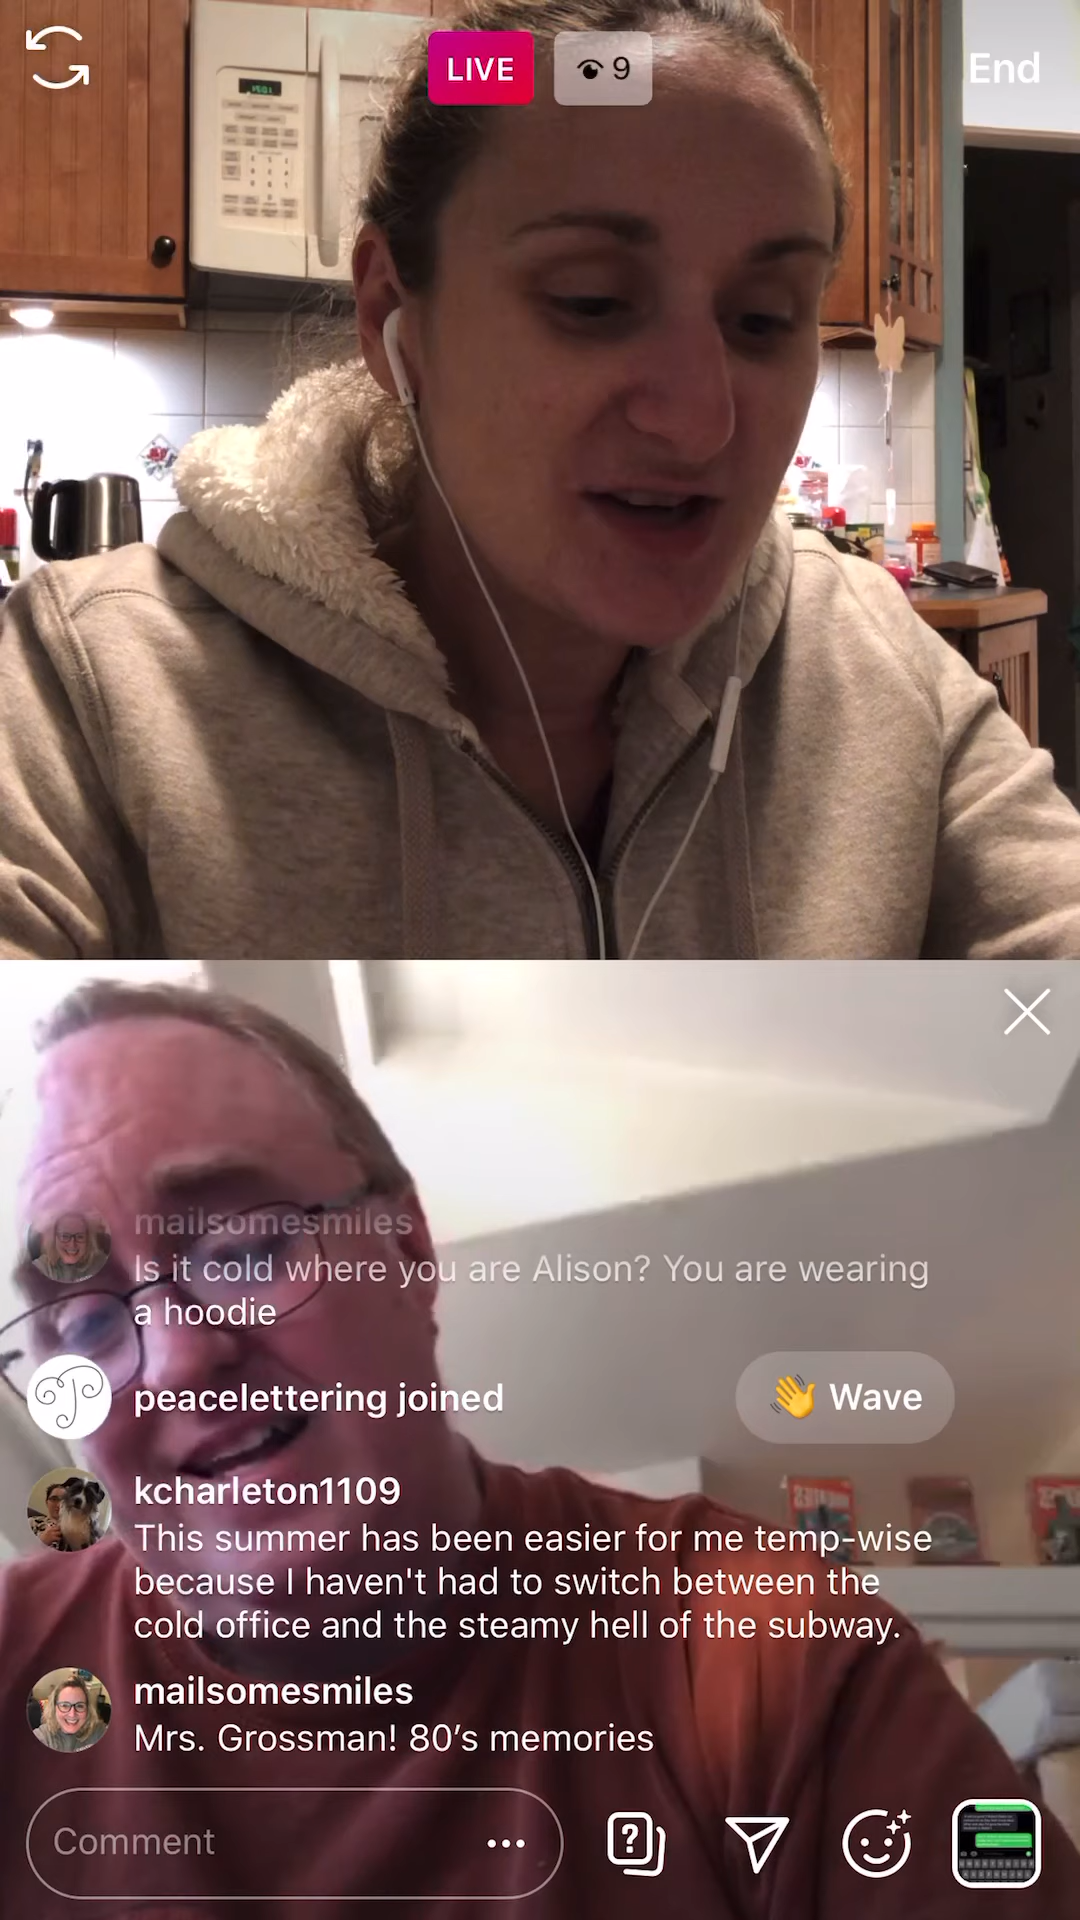 LIVE
9
End
mailsomesmiles
Is it cold where you are Alison? You are wearing
a hoodie
peacelettering joined
👋 Wave
kcharleton1109
This summer has been easier for me temp-wise
because I haven't had to switch between the
cold office and the steamy hell of the subway.
mailsomesmiles
Mrs. Grossman! 80’s memories
Comment